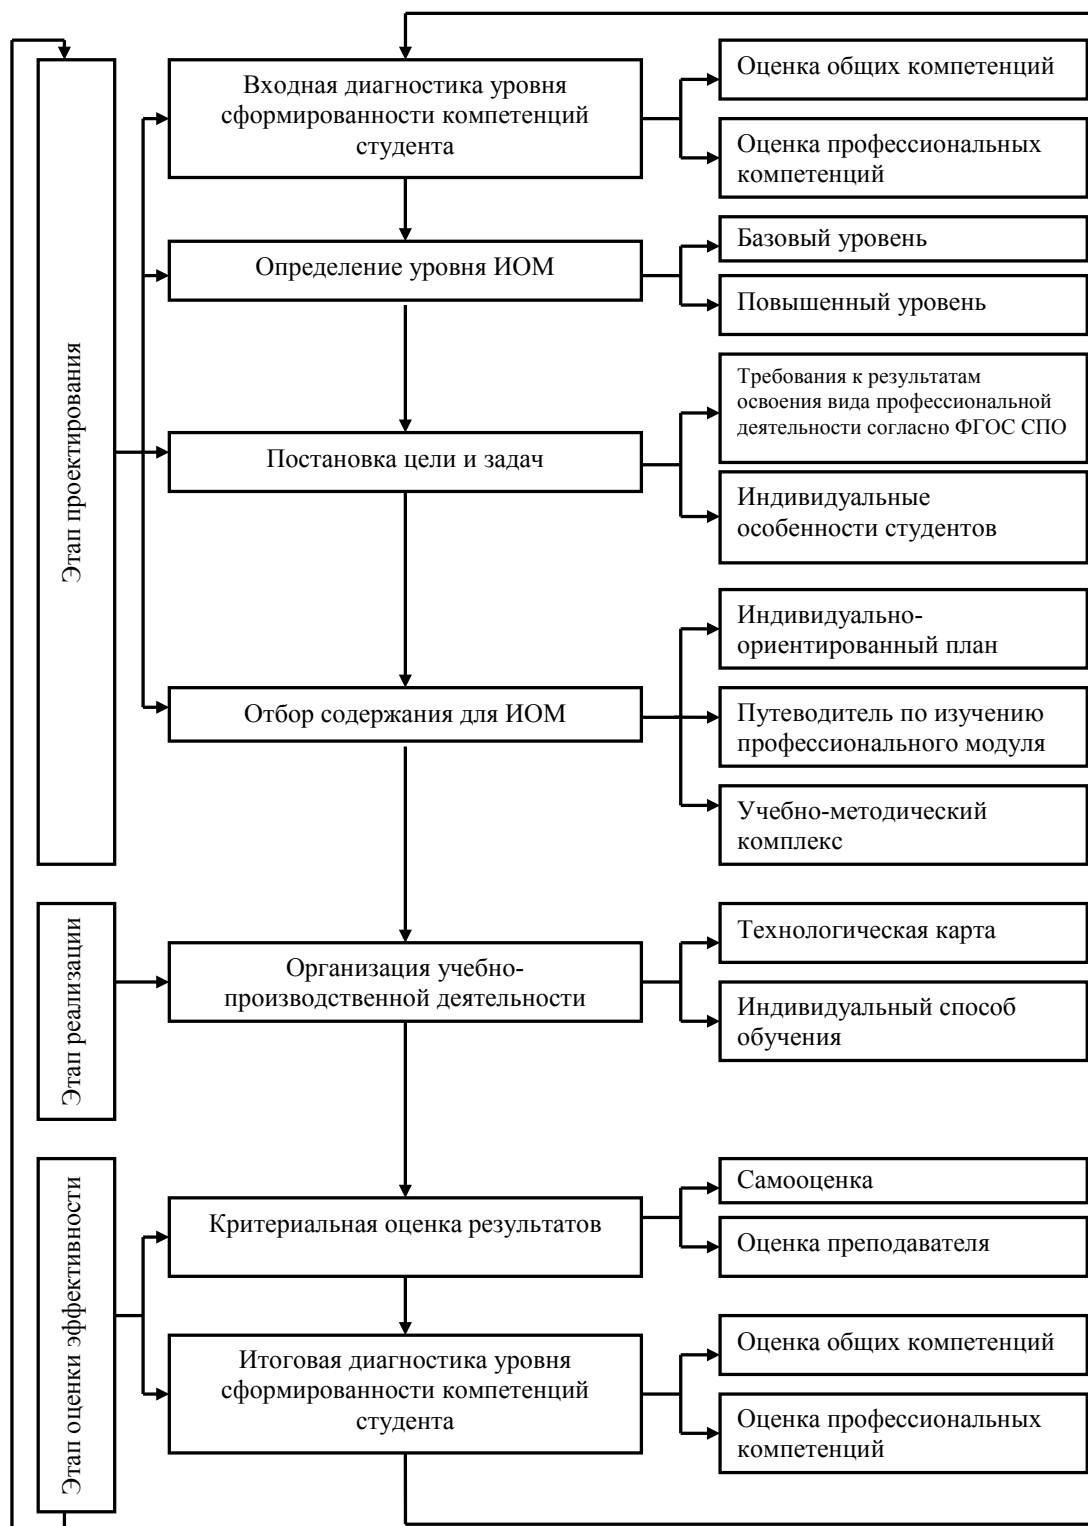 Этап проектирования
Входная диагностика уровня
сформированности компетенций
студента
Оценка общих компетенций
Оценка профессиональных
компетенций
Определение уровня ИОМ
Базовый уровень
Повышенный уровень
Постановка цели и задач
Требования к результатам
освоения вида профессиональной
деятельности согласно ФГОС СПО
Индивидуальные
особенности студентов
Отбор содержания для ИОМ
Индивидуально-
ориентированный план
Путеводитель по изучению
профессионального модуля
Учебно-методический
комплекс
Этап реализации
Организация учебно-
производственной деятельности
Технологическая карта
Индивидуальный способ
обучения
Этап оценки эффективности
Критериальная оценка результатов
Самооценка
Оценка преподавателя
Итоговая диагностика уровня
сформированности компетенций
студента
Оценка общих компетенций
Оценка профессиональных
компетенций